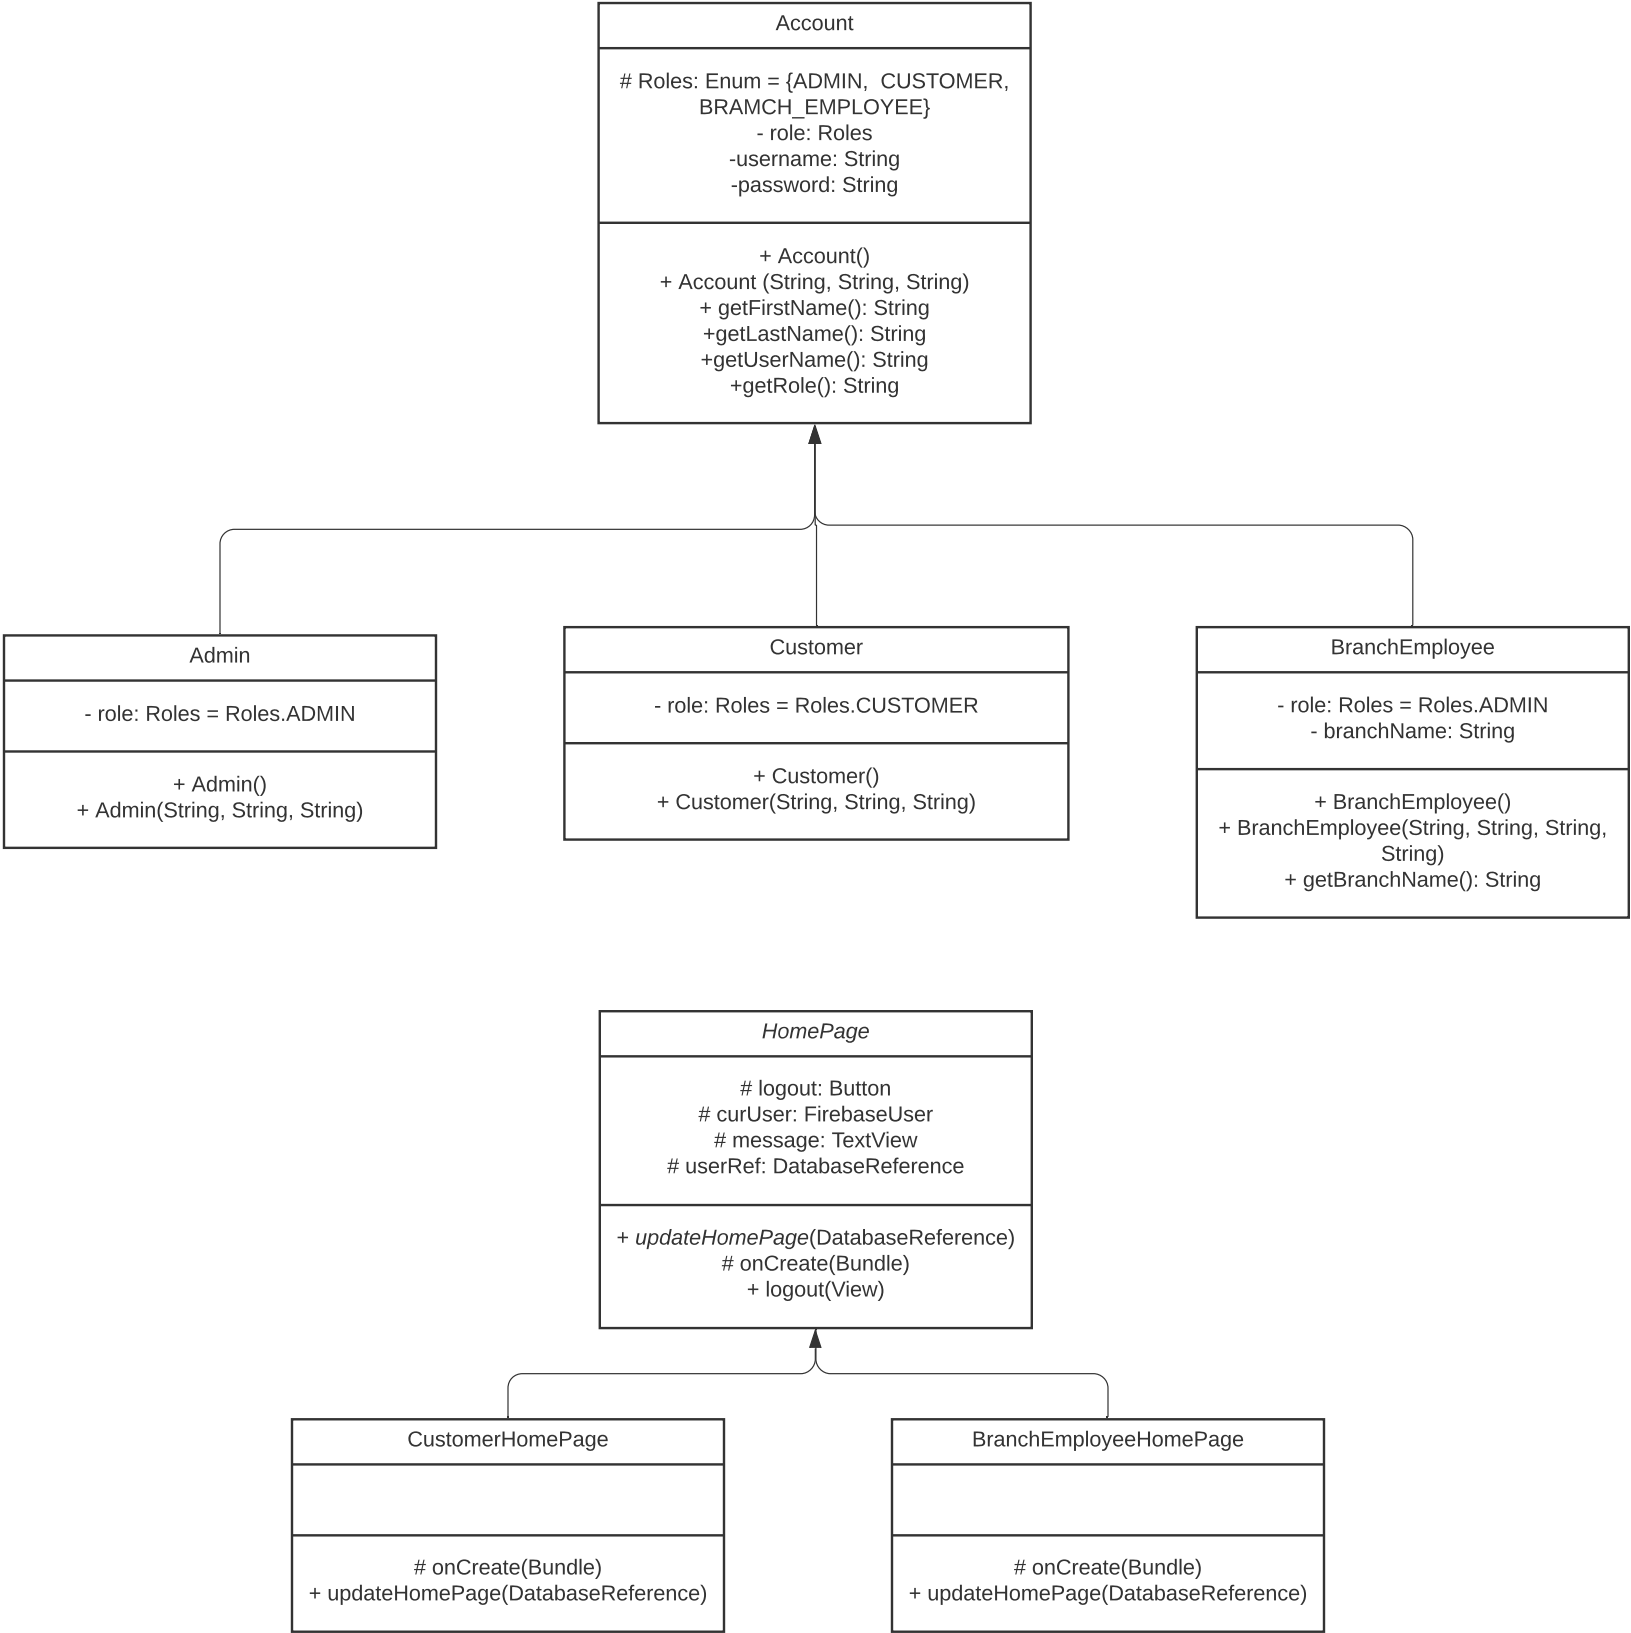 Account
# Roles: Enum = {ADMIN,  CUSTOMER,
BRAMCH_EMPLOYEE}
- role: Roles
-username: String
-password: String
+ Account()
+ Account (String, String, String)
+ getFirstName(): String
+getLastName(): String
+getUserName(): String
+getRole(): String
Admin
- role: Roles = Roles.ADMIN
+ Admin()
+ Admin(String, String, String)
Customer
- role: Roles = Roles.CUSTOMER
+ Customer()
+ Customer(String, String, String)
BranchEmployee
- role: Roles = Roles.ADMIN
- branchName: String
+ BranchEmployee()
+ BranchEmployee(String, String, String,
String)
+ getBranchName(): String
HomePage
# logout: Button
# curUser: FirebaseUser
# message: TextView
# userRef: DatabaseReference
+ updateHomePage(DatabaseReference)
# onCreate(Bundle)
+ logout(View)
CustomerHomePage
# onCreate(Bundle)
+ updateHomePage(DatabaseReference)
BranchEmployeeHomePage
# onCreate(Bundle)
+ updateHomePage(DatabaseReference)